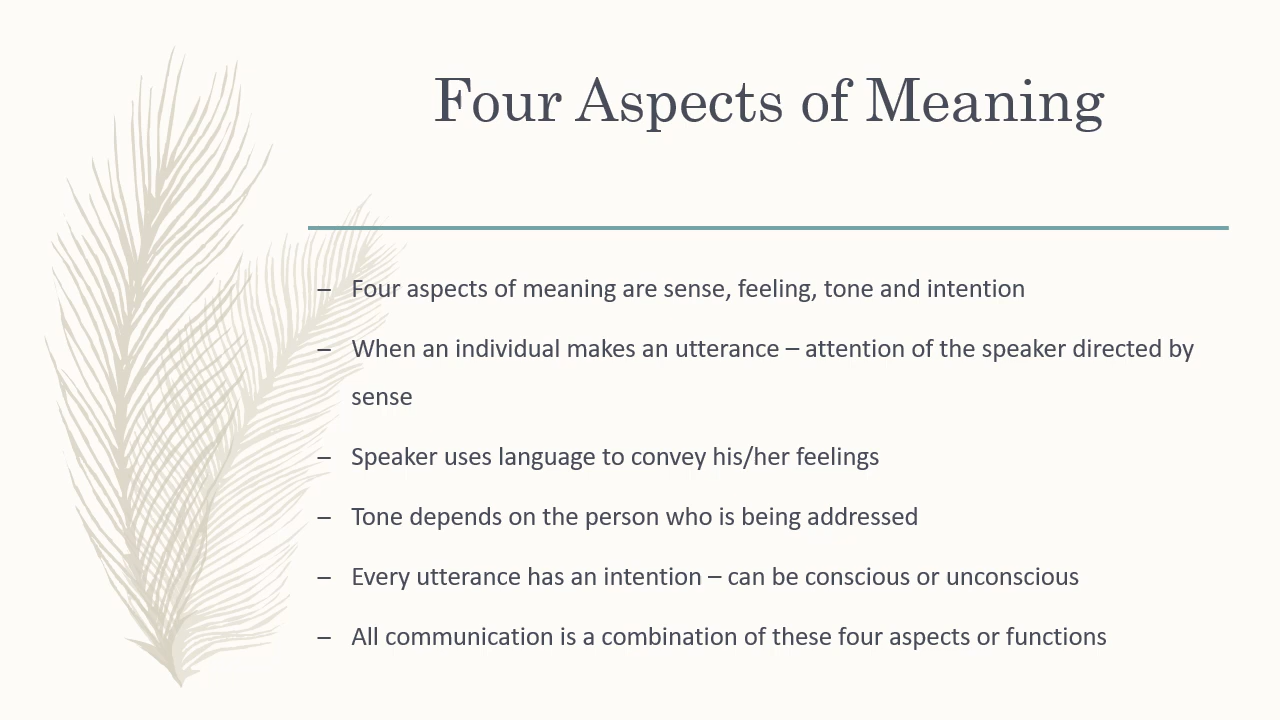 Four Aspects of Meaning
– Four aspects of meaning are sense, feeling, tone and intention
– When an individual makes an utterance – attention of the speaker directed by
sense
– Speaker uses language to convey his/her feelings
– Tone depends on the person who is being addressed
– Every utterance has an intention – can be conscious or unconscious
– All communication is a combination of these four aspects or functions